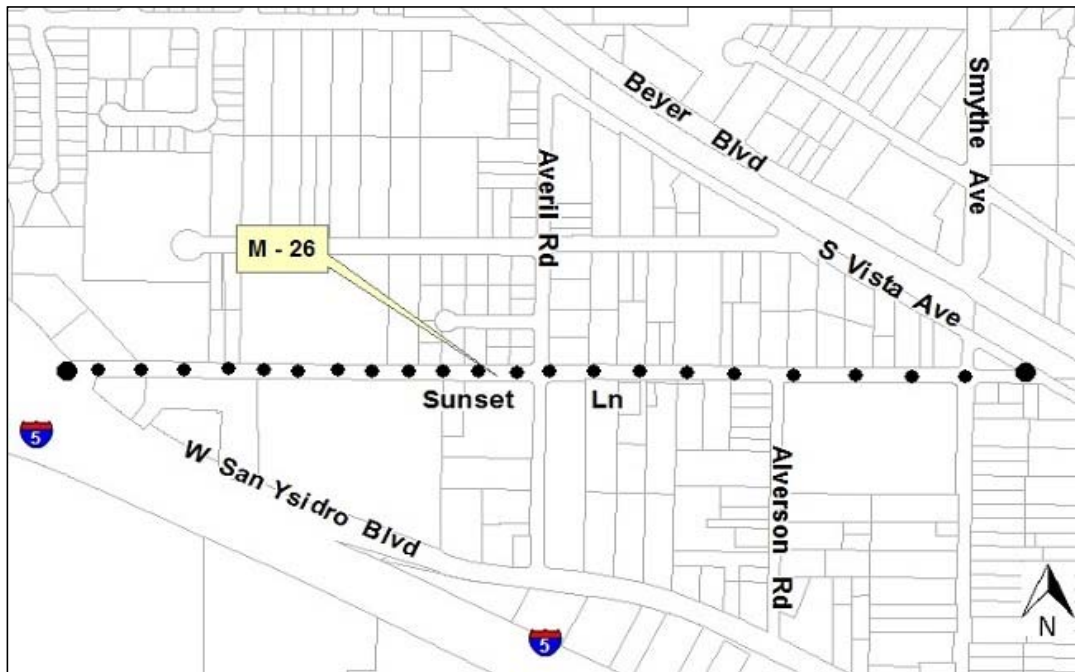 Beyer Blvd
Smythe Ave
Averil Rd
M - 26
S Vista Ave
Sunset Ln
5
W San Ysidro Blvd
Alverson Rd
5
N